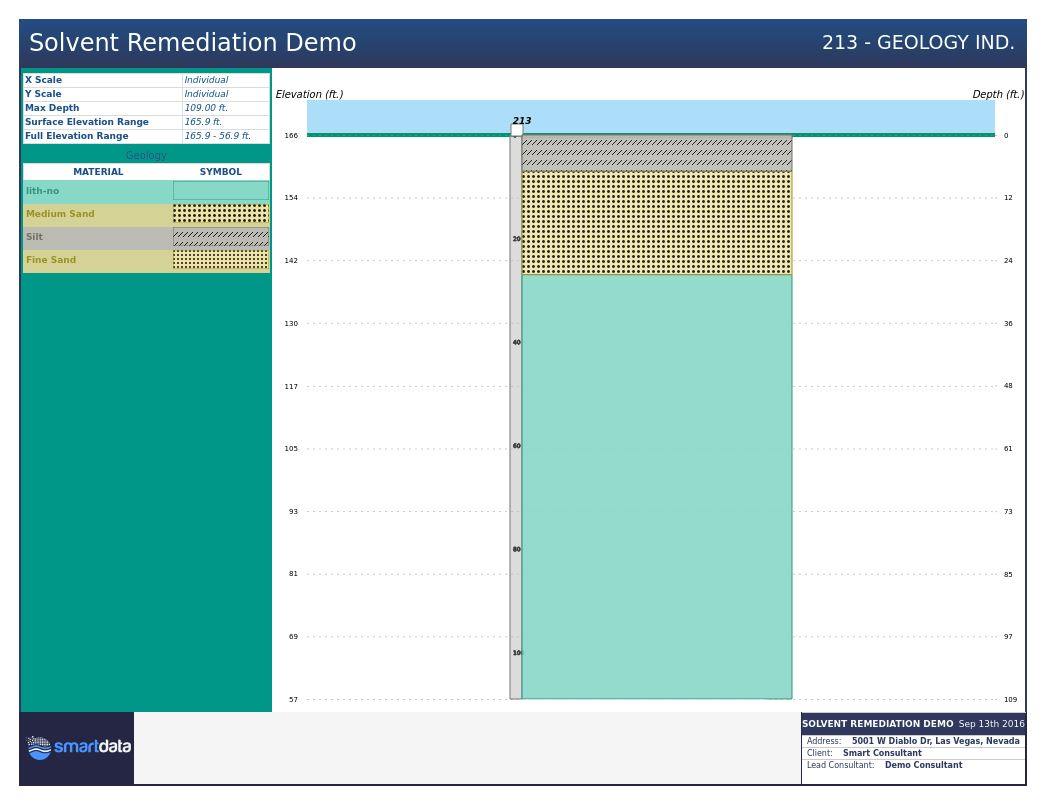 Solvent Remediation Demo
213 - GEOLOGY IND.
X Scale Individual
Y Scale Individual
Max Depth 109.00 ft.
Surface Elevation Range 165.9 ft.
Full Elevation Range 165.9 - 56.9 ft.
Geology
MATERIAL SYMBOL
lith-no
Medium Sand
Silt
Fine Sand
Elevation (ft.) Depth (ft.)
213
166 0
154 12
20
142 24
130 36
40
117 48
60
105 61
93 73
80
81 85
69 97
10
57 109
smartdata
SOLVENT REMEDIATION DEMO Sep 13th 2016
Address: 5001 W Diablo Dr, Las Vegas, Nevada
Client: Smart Consultant
Lead Consultant: Demo Consultant